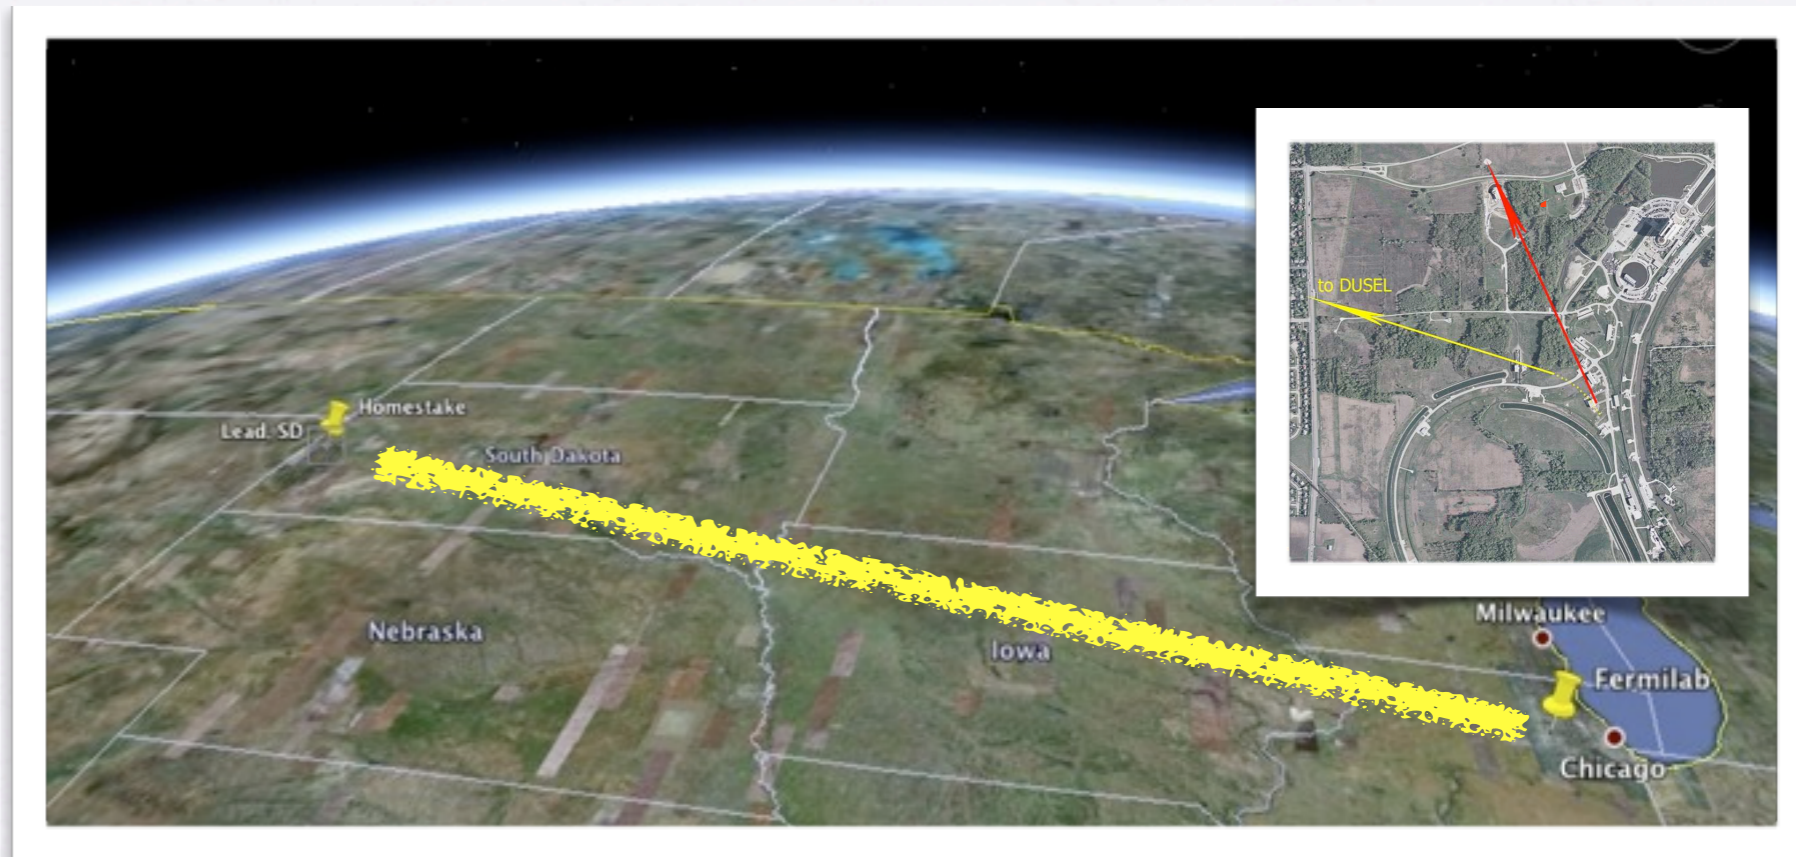 to DUSEL
Homestake
Lead, SD
South Dakota
Nebraska
Iowa
Milwaukee
Fermilab
Chicago